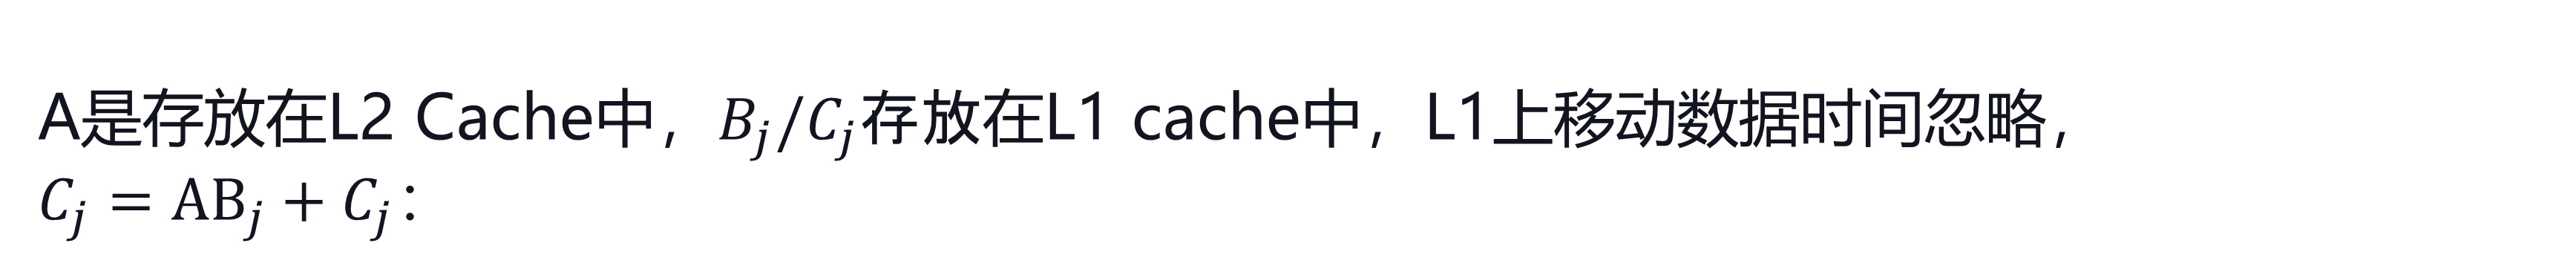 A是存放在L2 Cache中，B_j/C_j存放在L1 cache中，L1上移动数据时间忽略，
C_j = AB_j + C_j: